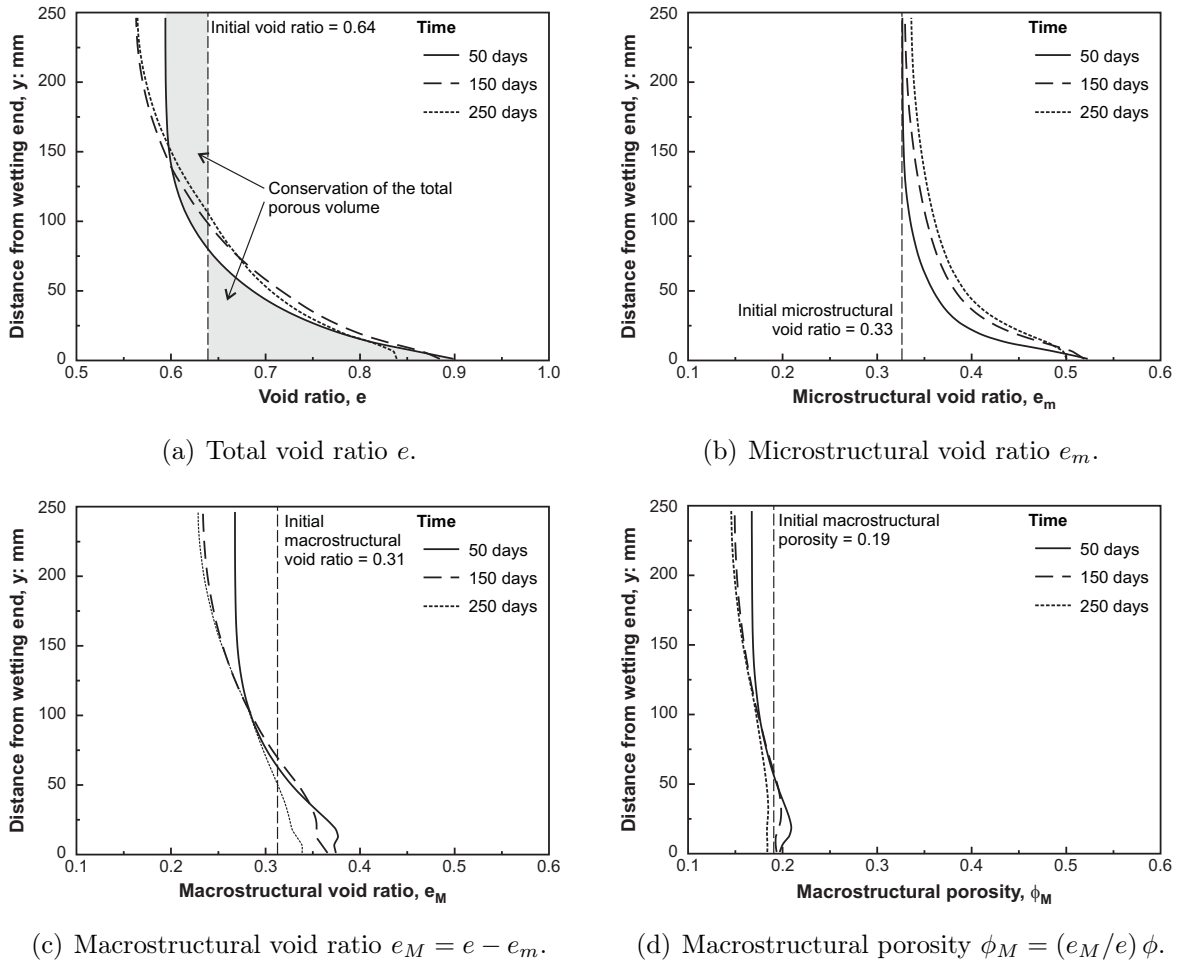 250
200
150
100
50
0
Distance from wetting end, y: mm
Initial void ratio = 0.64
Time
50 days
150 days
250 days
Conservation of the total
porous volume
0.5
0.6
0.7
0.8
0.9
1.0
Void ratio, e
(a) Total void ratio e.
250
200
150
100
50
0
Distance from wetting end, y: mm
Time
50 days
150 days
250 days
Initial microstructural
void ratio = 0.33
0.1
0.2
0.3
0.4
0.5
0.6
Microstructural void ratio, eₘ
(b) Microstructural void ratio eₘ.
250
200
150
100
50
0
Distance from wetting end, y: mm
Initial
macrostructural
void ratio = 0.31
Time
50 days
150 days
250 days
0.1
0.2
0.3
0.4
0.5
0.6
Macrostructural void ratio, e_M
(c) Macrostructural void ratio e_M = e − eₘ.
250
200
150
100
50
0
Distance from wetting end, y: mm
Initial macrostructural
porosity = 0.19
Time
50 days
150 days
250 days
0.1
0.2
0.3
0.4
0.5
0.6
Macrostructural porosity, ϕ_M
(d) Macrostructural porosity ϕ_M = (e_M/e) ϕ.